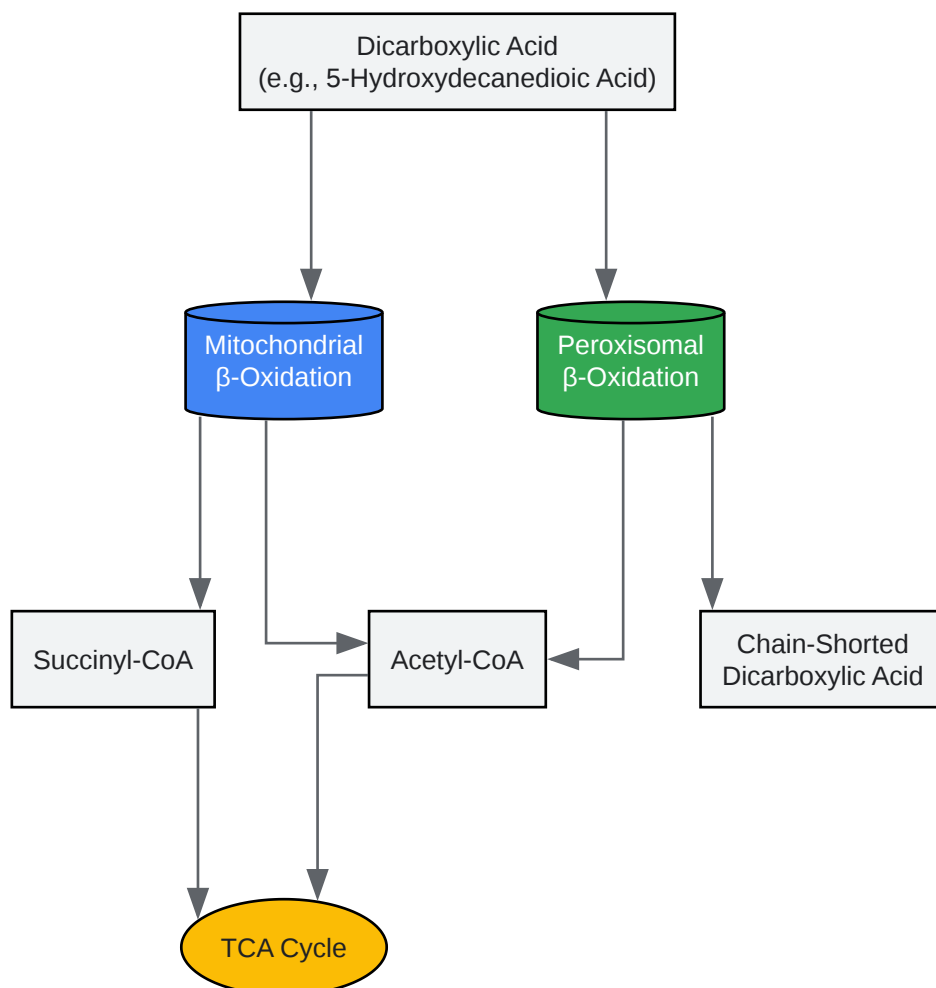 Dicarboxylic Acid
(e.g., 5-Hydroxydecanedioic Acid)
Mitochondrial
β-Oxidation
Peroxisomal
β-Oxidation
Succinyl-CoA
Acetyl-CoA
Chain-Shorted
Dicarboxylic Acid
TCA Cycle